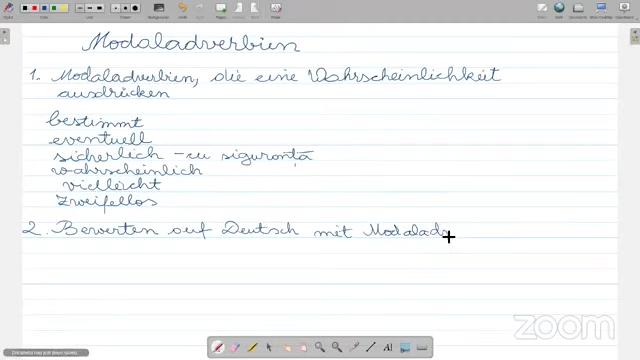 Modaladverbien
1. Modaladverbien, die eine Wahrscheinlichkeit
ausdrücken
bestimmt
eventuell
sicherlich - cu siguranță
wahrscheinlich
vielleicht
zweifellos
2. Bewerten auf Deutsch mit Modalad
zoom